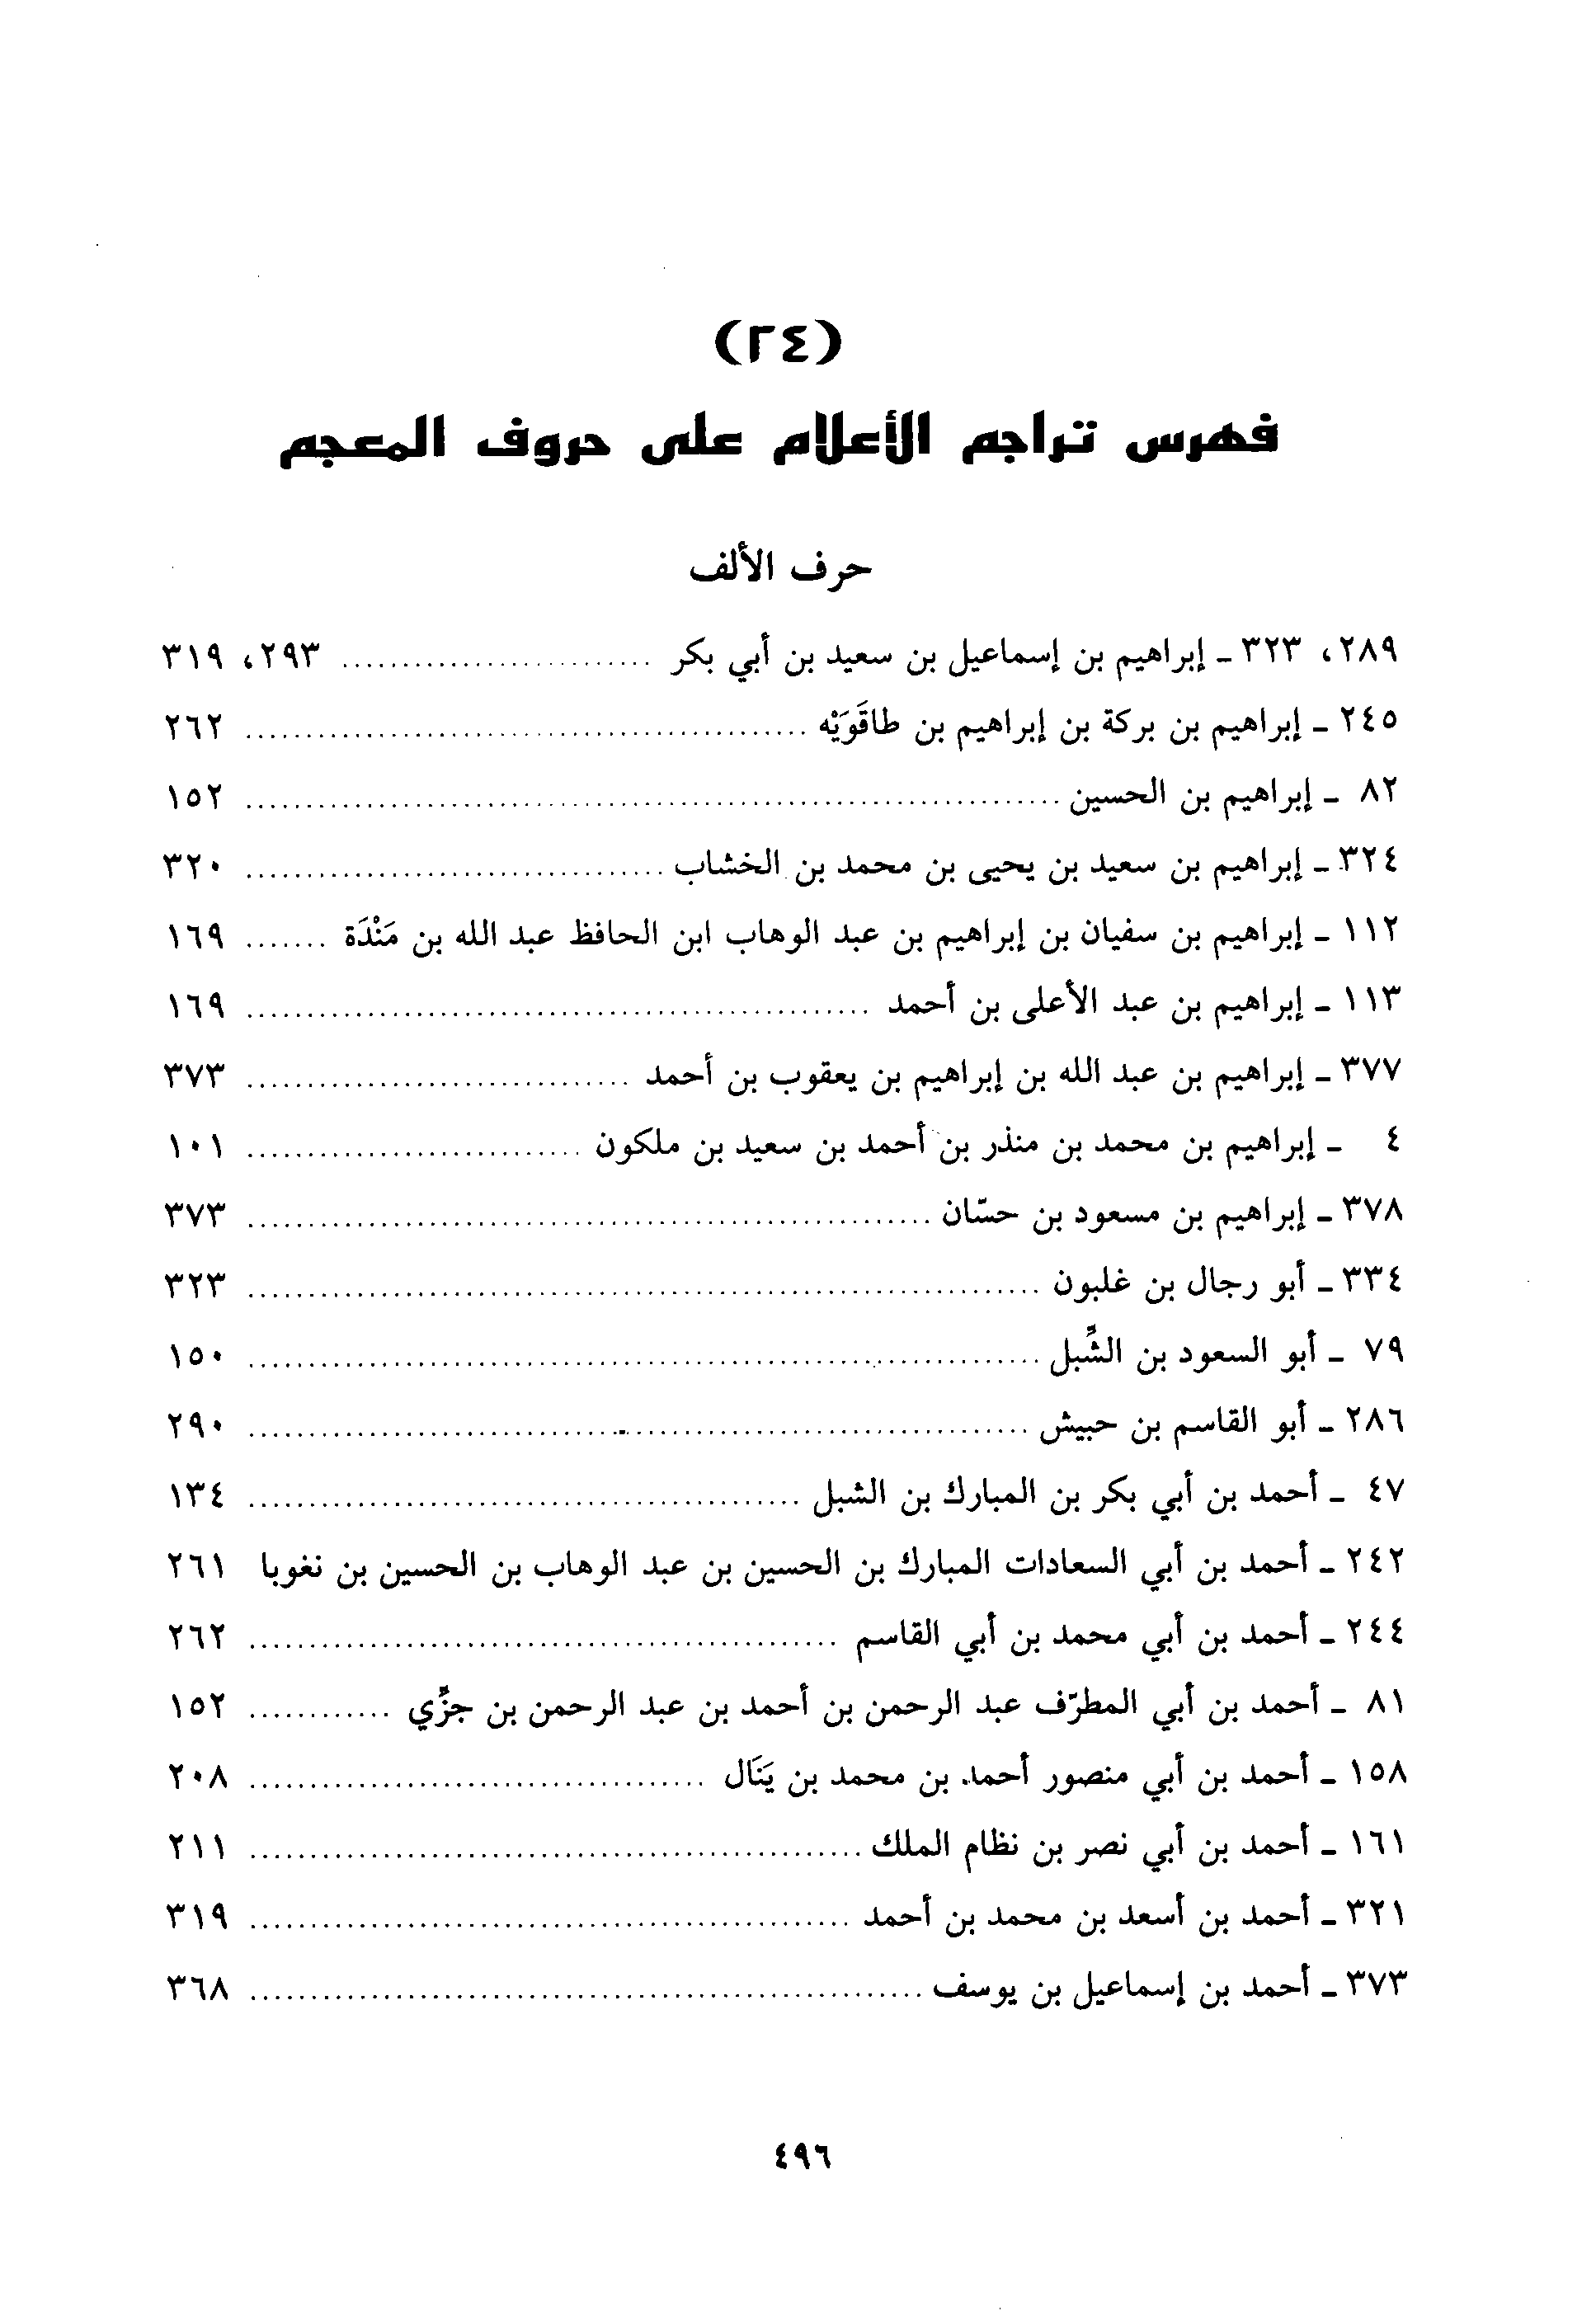 (٢٤)
فهرس تراجم الأعلام على حروف المعجم
حرف الألف
٢٨٩، ٣٢٣ - إبراهيم بن إسماعيل بن سعيد بن أبي بكر ........................ ٢٩٣، ٣١٩
٢٤٥ - إبراهيم بن بركة بن إبراهيم بن طاقَوَيْه ........................ ٢٦٢
٨٢ - إبراهيم بن الحسين ........................ ١٥٢
٣٢٤ - إبراهيم بن سعيد بن يحيى بن محمد بن الخشاب ........................ ٣٢٠
١١٢ - إبراهيم بن سفيان بن إبراهيم بن عبد الوهاب ابن الحافظ عبد الله بن مَنْدَة ....... ١٦٩
١١٣ - إبراهيم بن عبد الأعلى بن أحمد ........................ ١٦٩
٣٧٧ - إبراهيم بن عبد الله بن إبراهيم بن يعقوب بن أحمد ........................ ٣٧٣
٤ - إبراهيم بن محمد بن منذر بن أحمد بن سعيد بن ملكون ........................ ١٠١
٣٧٨ - إبراهيم بن مسعود بن حسّان ........................ ٣٧٣
٣٣٤ - أبو رجال بن غلبون ........................ ٣٢٣
٧٩ - أبو السعود بن الشِّبل ........................ ١٥٠
٢٨٦ - أبو القاسم بن حبيش ........................ ٢٩٠
٤٧ - أحمد بن أبي بكر بن المبارك بن الشبل ........................ ١٣٤
٢٤٢ - أحمد بن أبي السعادات المبارك بن الحسين بن عبد الوهاب بن الحسين بن نغوبا ٢٦١
٢٤٤ - أحمد بن أبي محمد بن أبي القاسم ........................ ٢٦٢
٨١ - أحمد بن أبي المطرّف عبد الرحمن بن أحمد بن عبد الرحمن بن جزِّي ............ ١٥٢
١٥٨ - أحمد بن أبي منصور أحمد بن محمد بن يَنَال ........................ ٢٠٨
١٦١ - أحمد بن أبي نصر بن نظام الملك ........................ ٢١١
٣٢١ - أحمد بن أسعد بن محمد بن أحمد ........................ ٣١٩
٣٧٣ - أحمد بن إسماعيل بن يوسف ........................ ٣٦٨
٤٩٦